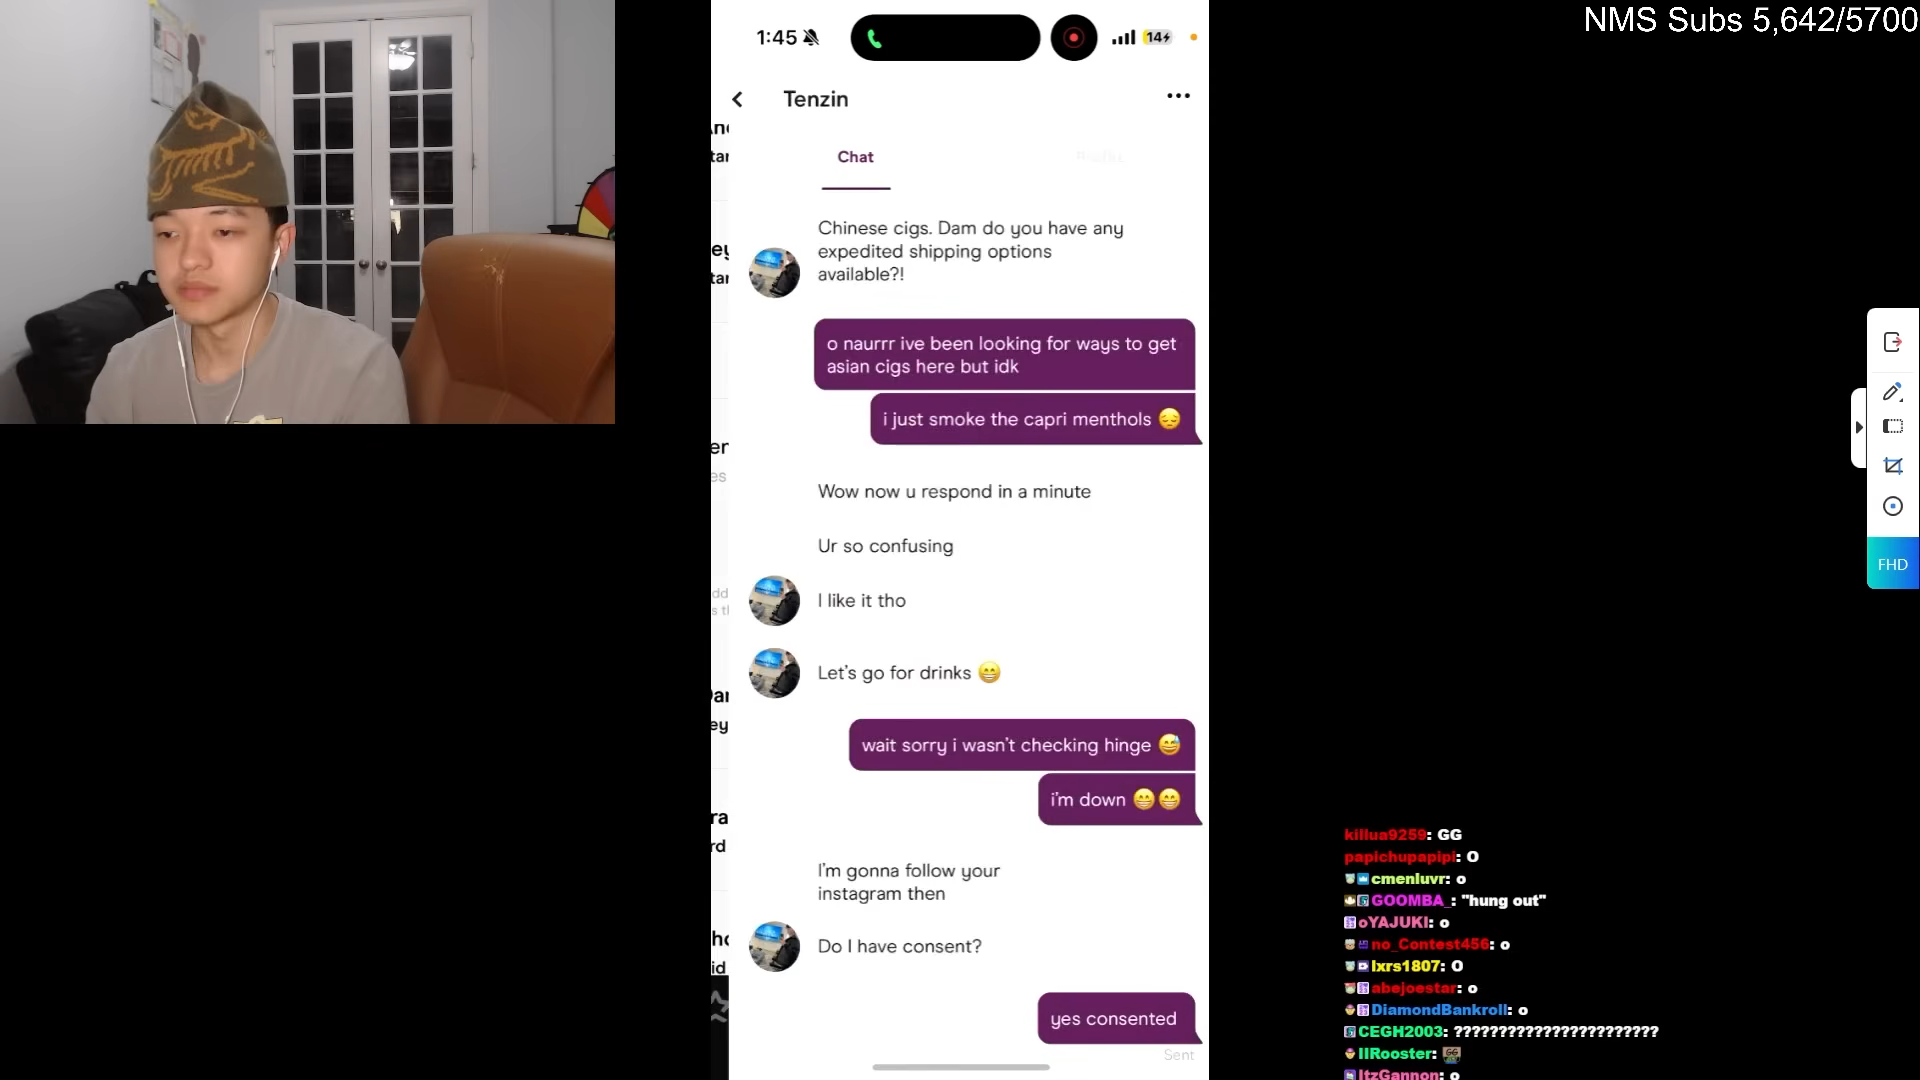 NMS Subs 5,642/5700
1:45
14
Tenzin
Chat
Chinese cigs. Dam do you have any
expedited shipping options
available?!
o naurrr ive been looking for ways to get
asian cigs here but idk
i just smoke the capri menthols 😔
Wow now u respond in a minute
Ur so confusing
I like it tho
Let's go for drinks 😁
wait sorry i wasn't checking hinge 😅
i'm down 😁😁
I'm gonna follow your
instagram then
Do I have consent?
yes consented
Sent
FHD
killua9259: GG
papichupapipi: O
cmenluvr: o
GOOMBA_: "hung out"
oYAJUKI: o
no_Contest456: o
lxrs1807: O
abejoestar: o
DiamondBankroll: o
CEGH2003: ???????????????????????
IIRooster:
ItzGannon: o